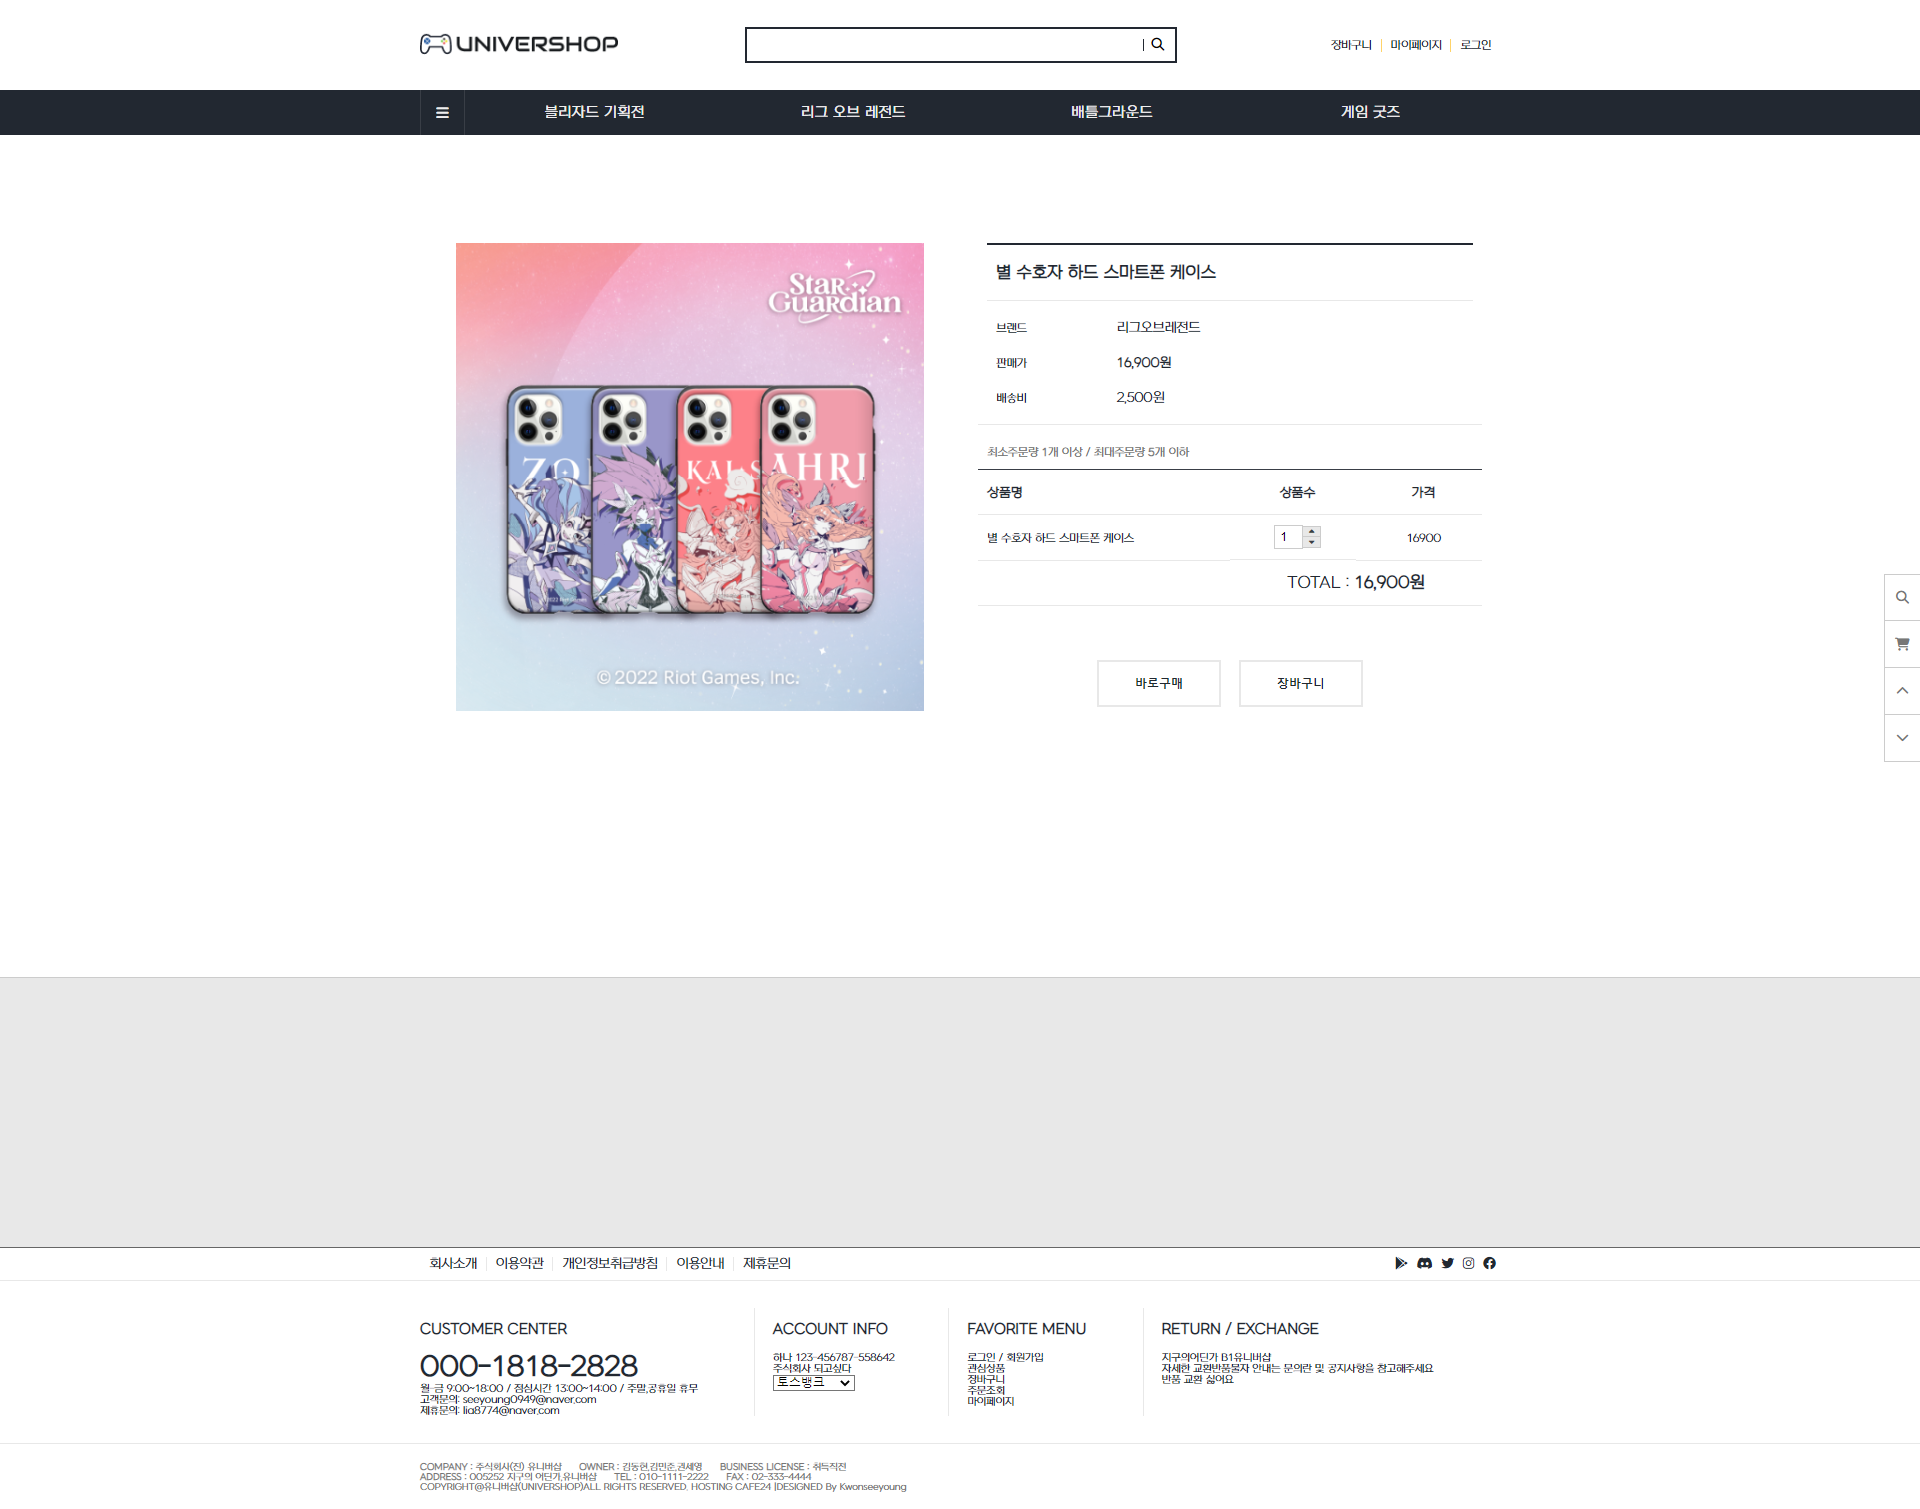 UNIVERSHOP
장바구니 마이페이지 로그인
블리자드 기획전 리그 오브 레전드 배틀그라운드 게임 굿즈
Star Guardian
별 수호자 하드 스마트폰 케이스
브랜드 리그오브레전드
판매가 16,900원
배송비 2,500원
최소주문량 1개 이상 / 최대주문량 5개 이하
상품명 상품수 가격
별 수호자 하드 스마트폰 케이스 1 16900
TOTAL : 16,900원
ZO KAI'S AHRI
© 2022 Riot Games, Inc.
바로구매 장바구니
회사소개 이용약관 개인정보취급방침 이용안내 제휴문의
CUSTOMER CENTER
000-1818-2828
월-금 9:00~18:00 / 점심시간 13:00~14:00 / 주말,공휴일 휴무
고객문의: seeyoung0949@naver.com
제휴문의: lia8774@naver.com
ACCOUNT INFO
하나 123-456787-558642
주식회사 되고싶다
토스뱅크
FAVORITE MENU
로그인 / 회원가입
관심상품
장바구니
주문조회
마이페이지
RETURN / EXCHANGE
지구의어딘가 B1유니버샵
자세한 교환반품물자 안내는 문의란 및 공지사항을 참고해주세요
반품 교환 싫어요
COMPANY : 주식회사(진) 유니버샵 OWNER : 김동현,김민준,권세영 BUSINESS LICENSE : 취득직전
ADDRESS : 005252 지구의 어딘가,유니버샵 TEL : 010-1111-2222 FAX : 02-333-4444
COPYRIGHT@유니버샵(UNIVERSHOP)ALL RIGHTS RESERVED. HOSTING CAFE24 |DESIGNED By Kwonseeyoung